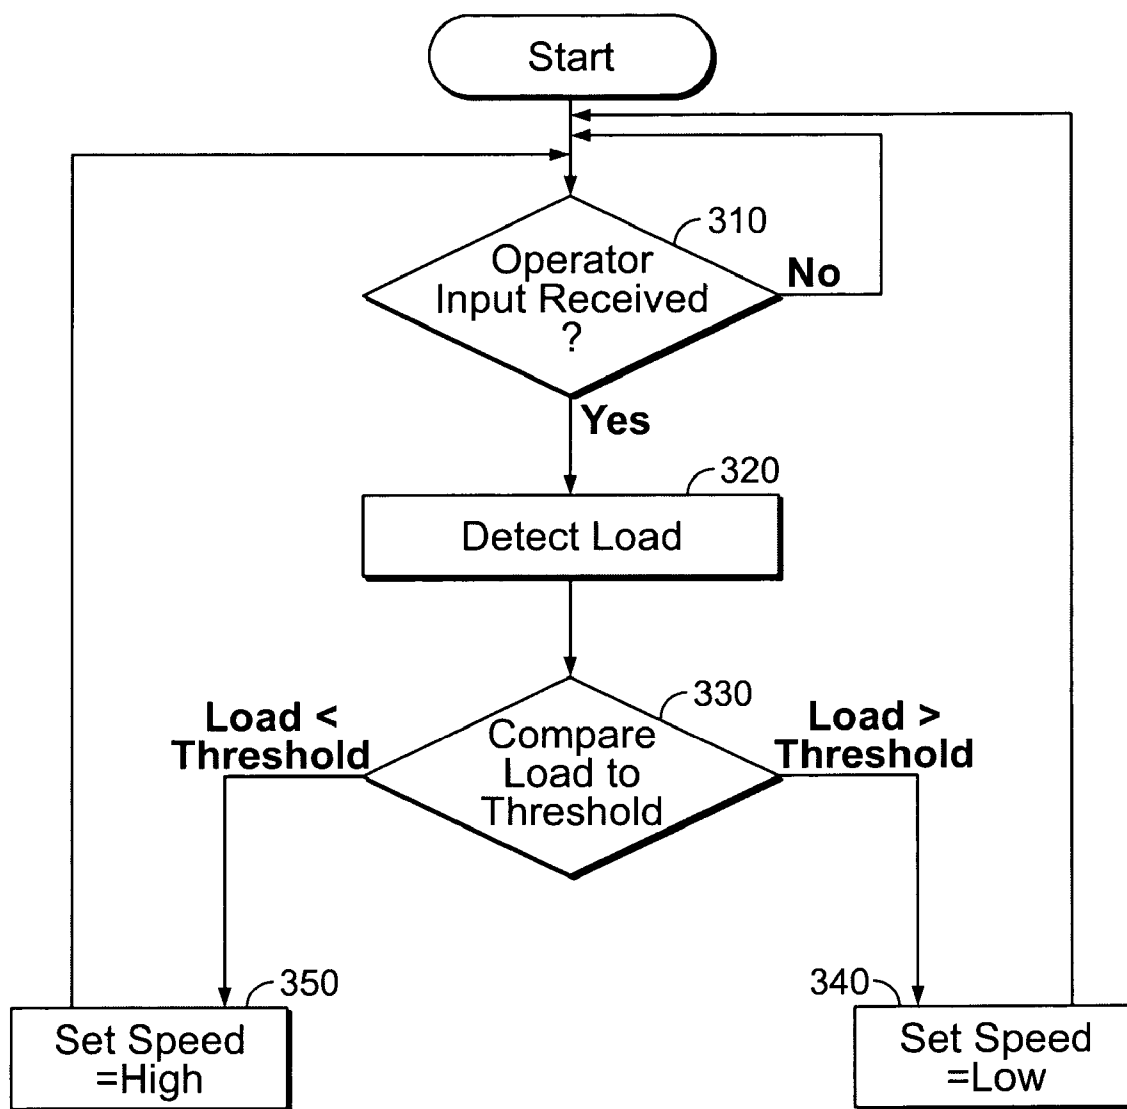 Start
310
Operator
Input Received
?
No
Yes
320
Detect Load
330
Load <
Threshold
Compare
Load to
Threshold
Load >
Threshold
350
Set Speed
=High
340
Set Speed
=Low